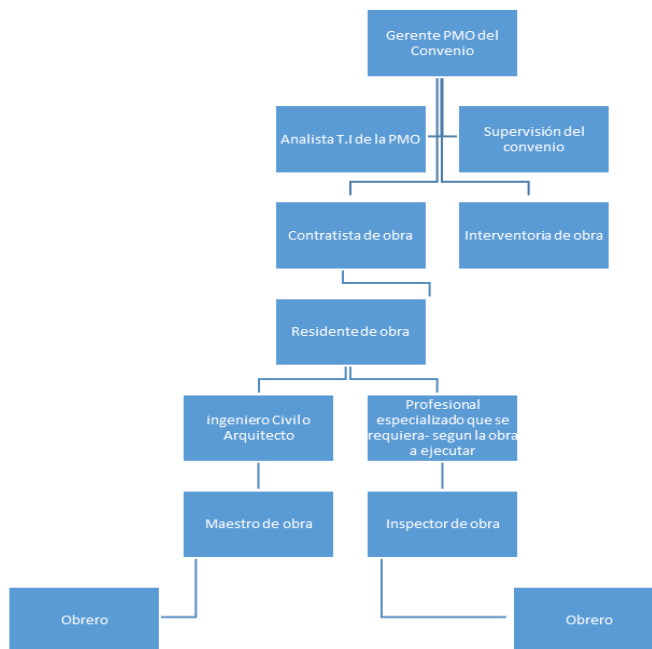 Gerente PMO del
Convenio
Analista T.I de la PMO
Supervisión del
convenio
Contratista de obra
Interventoria de obra
Residente de obra
ingeniero Civil o
Arquitecto
Profesional
especializado que se
requiera- segun la obra
a ejecutar
Maestro de obra
Inspector de obra
Obrero
Obrero